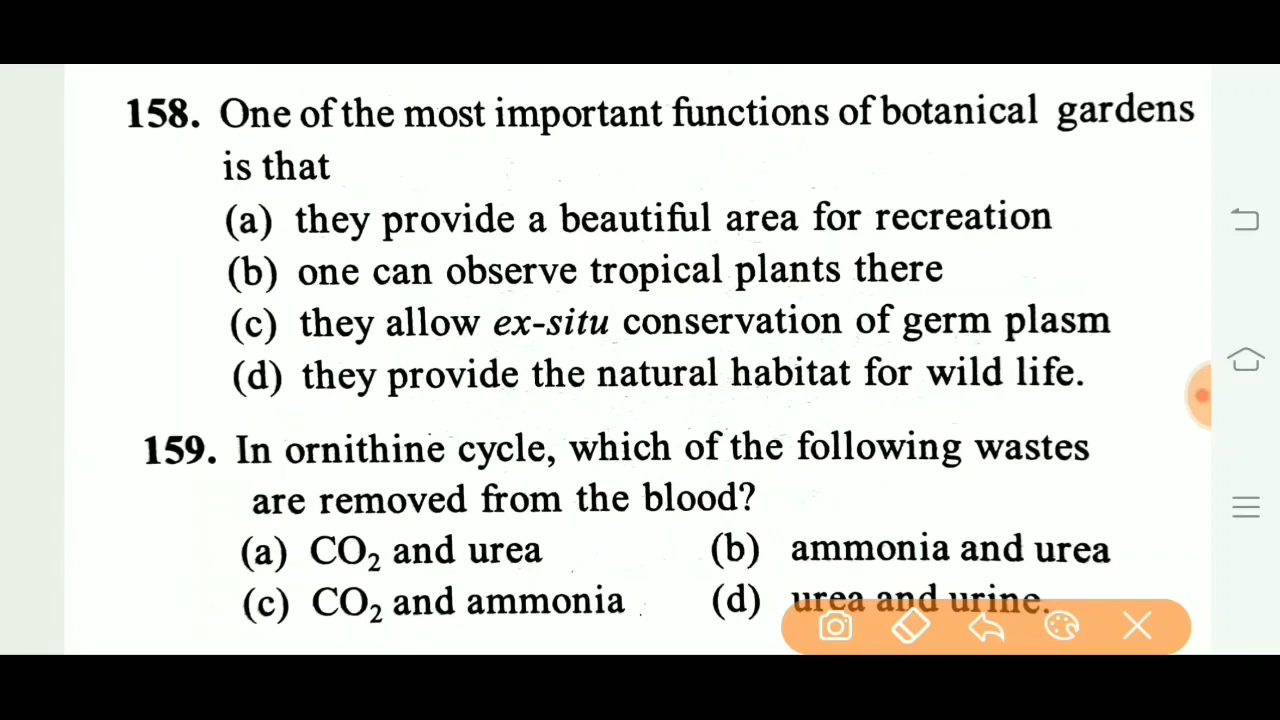 158. One of the most important functions of botanical gardens
is that
(a) they provide a beautiful area for recreation
(b) one can observe tropical plants there
(c) they allow ex-situ conservation of germ plasm
(d) they provide the natural habitat for wild life.
159. In ornithine cycle, which of the following wastes
are removed from the blood?
(a) CO₂ and urea (b) ammonia and urea
(c) CO₂ and ammonia (d) urea and urine.